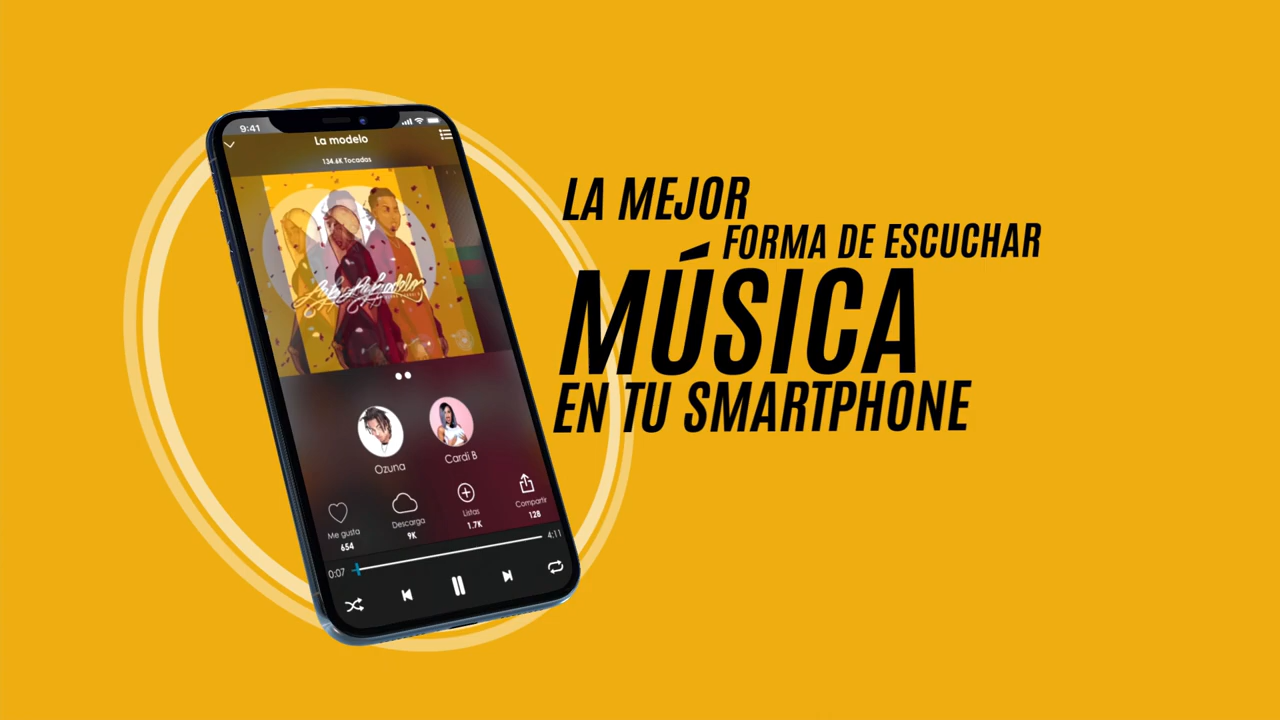 9:41
La modelo
134.6K Tocadas
Ozuna
Cardi B
Me gusta
654
Descarga
9K
Listas
1.7K
Compartir
128
0:07
4:11
LA MEJOR
FORMA DE ESCUCHAR
MÚSICA
EN TU SMARTPHONE